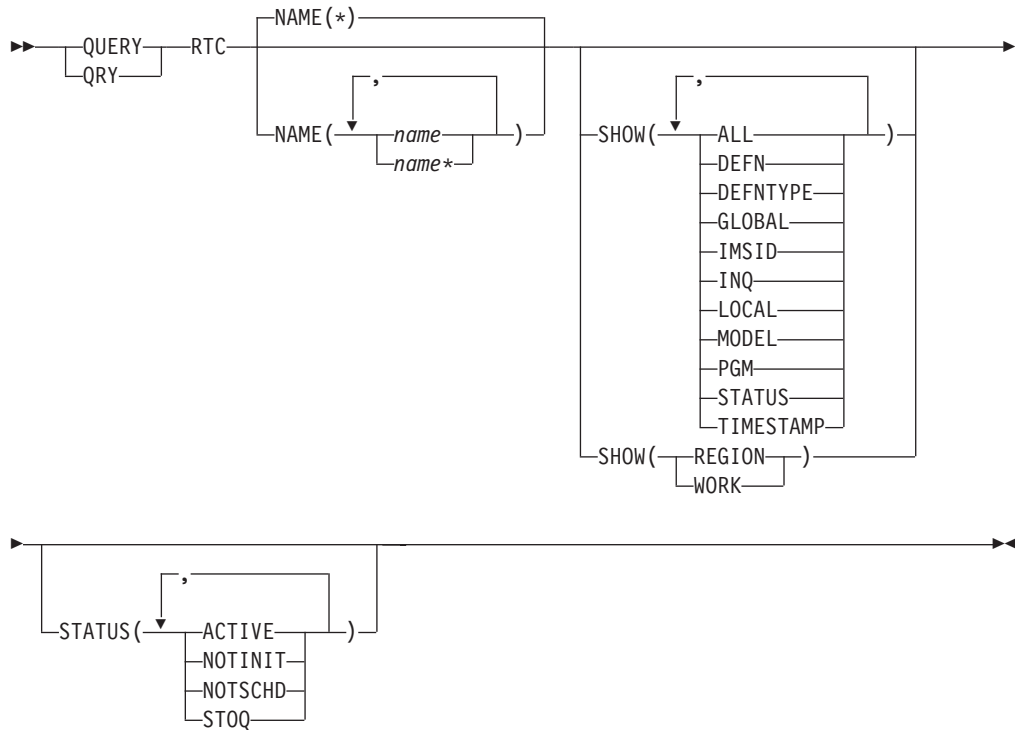 NAME(*)
QUERY RTC
QRY
, , ,
NAME( name ) SHOW( ALL )
name* DEFN
DEFNTYPE
GLOBAL
IMSID
INQ
LOCAL
MODEL
PGM
STATUS
TIMESTAMP
SHOW( REGION )
WORK
,
STATUS( ACTIVE )
NOTINIT
NOTSCHD
STOQ